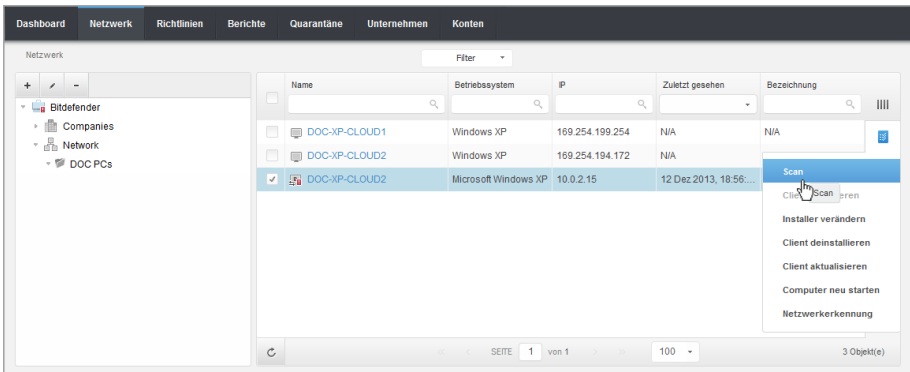 Dashboard Netzwerk Richtlinien Berichte Quarantäne Unternehmen Konten
Netzwerk
Filter
+ -
Bitdefender
Companies
Network
DOC PCs
Name Betriebssystem IP Zuletzt gesehen Bezeichnung
DOC-XP-CLOUD1 Windows XP 169.254.199.254 N/A N/A
DOC-XP-CLOUD2 Windows XP 169.254.194.172 N/A
DOC-XP-CLOUD2 Microsoft Windows XP 10.0.2.15 12 Dez 2013, 18:56:...
Scan
Scan
Installer verändern
Client deinstallieren
Client aktualisieren
Computer neu starten
Netzwerkerkennung
SEITE 1 von 1 100 3 Objekt(e)